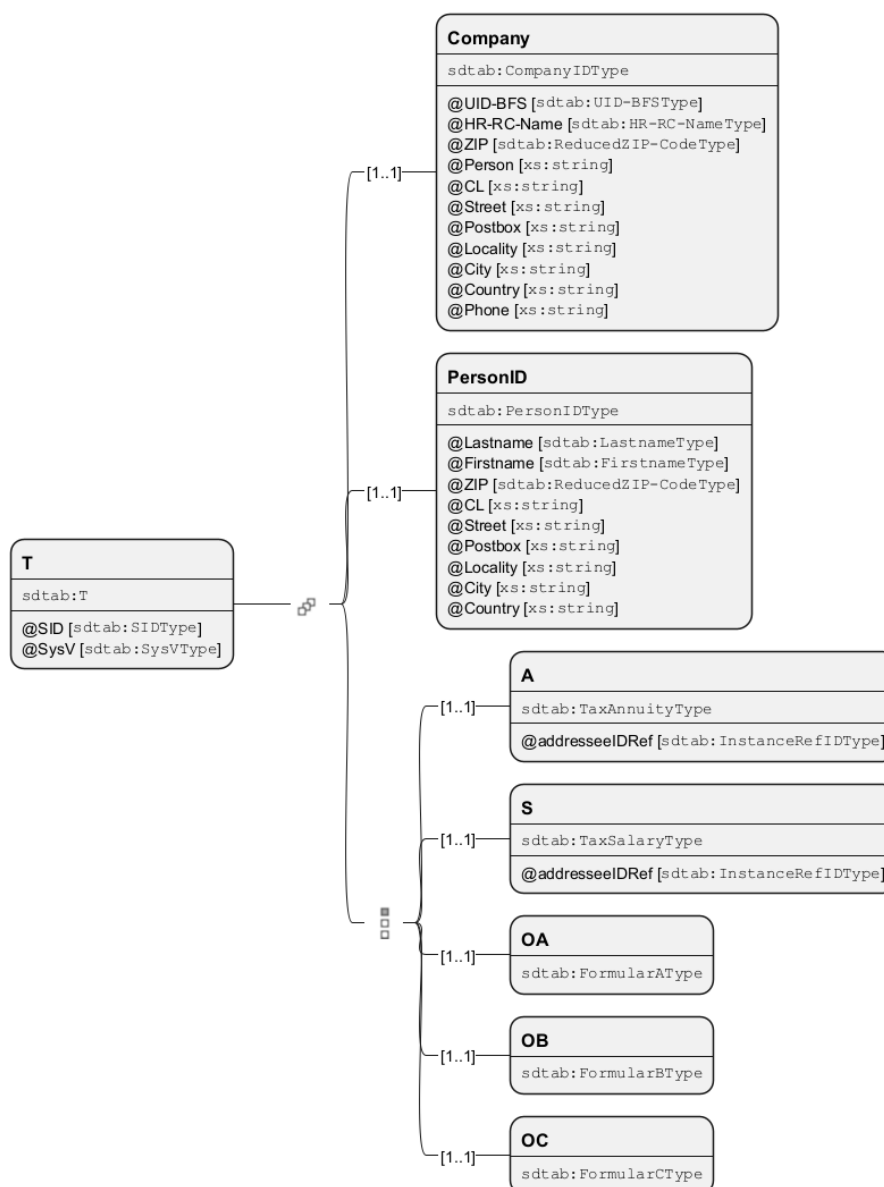 Company
sdtab:CompanyIDType
@UID-BFS [sdtab:UID-BFSType]
@HR-RC-Name [sdtab:HR-RC-NameType]
@ZIP [sdtab:ReducedZIP-CodeType]
@Person [xs:string]
@CL [xs:string]
@Street [xs:string]
@Postbox [xs:string]
@Locality [xs:string]
@City [xs:string]
@Country [xs:string]
@Phone [xs:string]
[1..1]
PersonID
sdtab:PersonIDType
@Lastname [sdtab:LastnameType]
@Firstname [sdtab:FirstnameType]
@ZIP [sdtab:ReducedZIP-CodeType]
@CL [xs:string]
@Street [xs:string]
@Postbox [xs:string]
@Locality [xs:string]
@City [xs:string]
@Country [xs:string]
[1..1]
T
sdtab:T
@SID [sdtab:SIDType]
@SysV [sdtab:SysVType]
A
sdtab:TaxAnnuityType
@addresseeIDRef [sdtab:InstanceRefIDType]
[1..1]
S
sdtab:TaxSalaryType
@addresseeIDRef [sdtab:InstanceRefIDType]
[1..1]
OA
sdtab:FormularAType
[1..1]
OB
sdtab:FormularBType
[1..1]
OC
sdtab:FormularCType
[1..1]